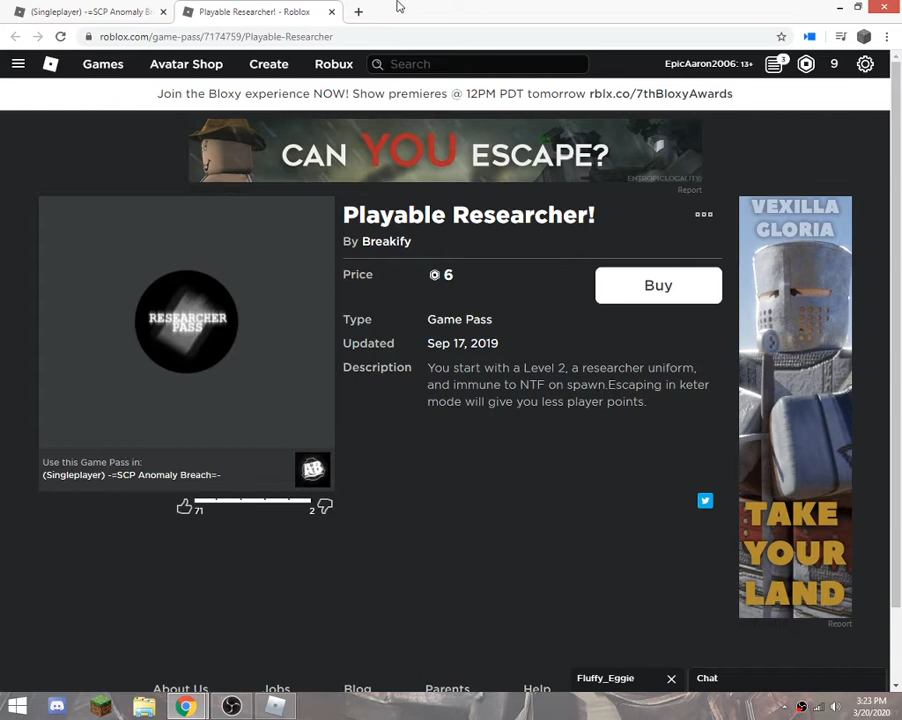 (Singleplayer) -=SCP Anomaly B
Playable Researcher! - Roblox
roblox.com/game-pass/7174759/Playable-Researcher
Games
Avatar Shop
Create
Robux
Search
EpicAaron2006: 13+
3
9
Join the Bloxy experience NOW! Show premieres @ 12PM PDT tomorrow rblx.co/7thBloxyAwards
CAN YOU ESCAPE?
ENTROPICLOCALITY
Report
RESEARCHER
PASS
Use this Game Pass in:
(Singleplayer) -=SCP Anomaly Breach=-
AB
71
2
Playable Researcher!
By Breakify
Price
6
Buy
Type
Game Pass
Updated
Sep 17, 2019
Description
You start with a Level 2, a researcher uniform,
and immune to NTF on spawn.Escaping in keter
mode will give you less player points.
VEXILLA
GLORIA
TAKE
YOUR
LAND
Report
About Us
Jobs
Blog
Parents
Help
Fluffy_Eggie
Chat
3:23 PM
3/20/2020